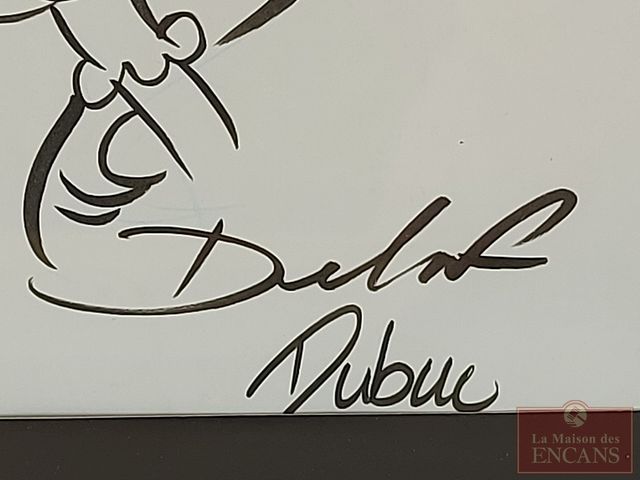 Dubuc
La Maison des
ENCANS